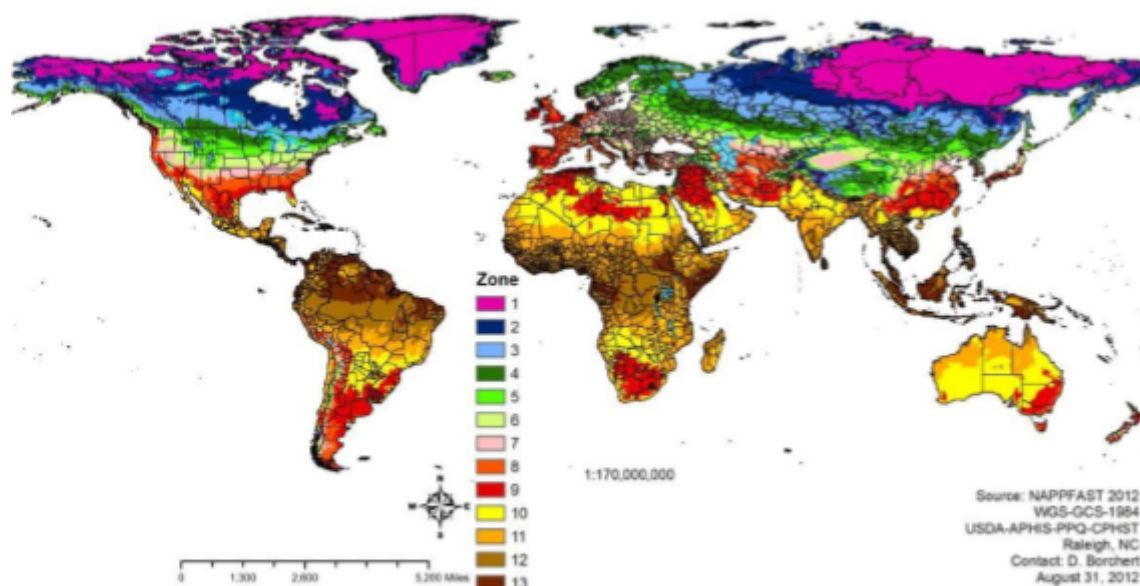 Zone
1
2
3
4
5
6
7
8
9
10
11
12
13
1:170,000,000
N
W
E
S
0 1,300 2,600 5,200 Miles
Source: NAPPFAST 2012
WGS-GCS-1984
USDA-APHIS-PPQ-CPHST
Raleigh, NC
Contact: D. Borchert
August 31, 2012